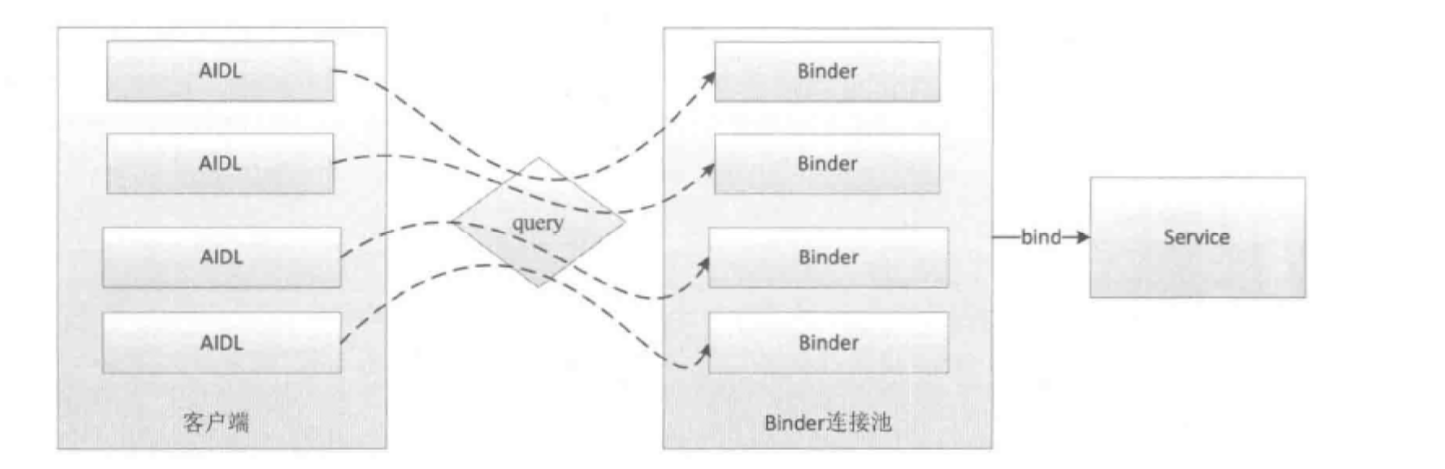 AIDL
AIDL
AIDL
AIDL
客户端
query
Binder
Binder
Binder
Binder
Binder连接池
bind
Service